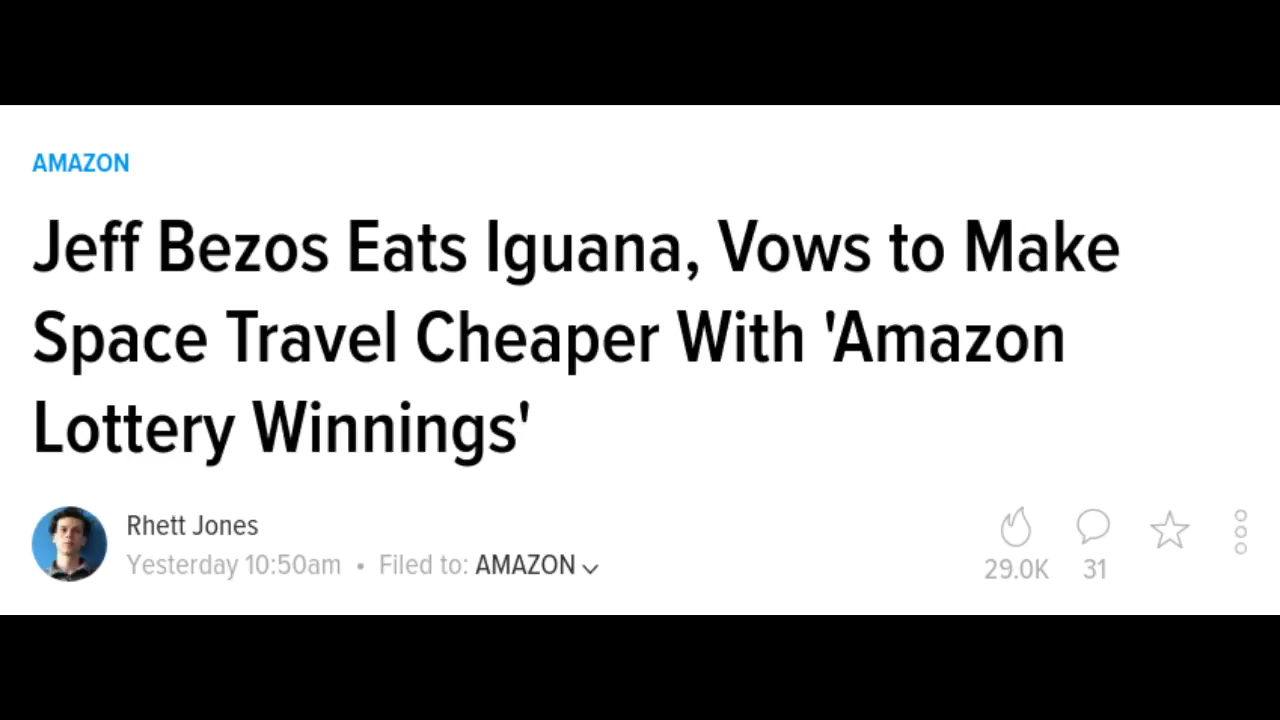 AMAZON
Jeff Bezos Eats Iguana, Vows to Make
Space Travel Cheaper With 'Amazon
Lottery Winnings'
Rhett Jones
Yesterday 10:50am • Filed to: AMAZON
29.0K 31